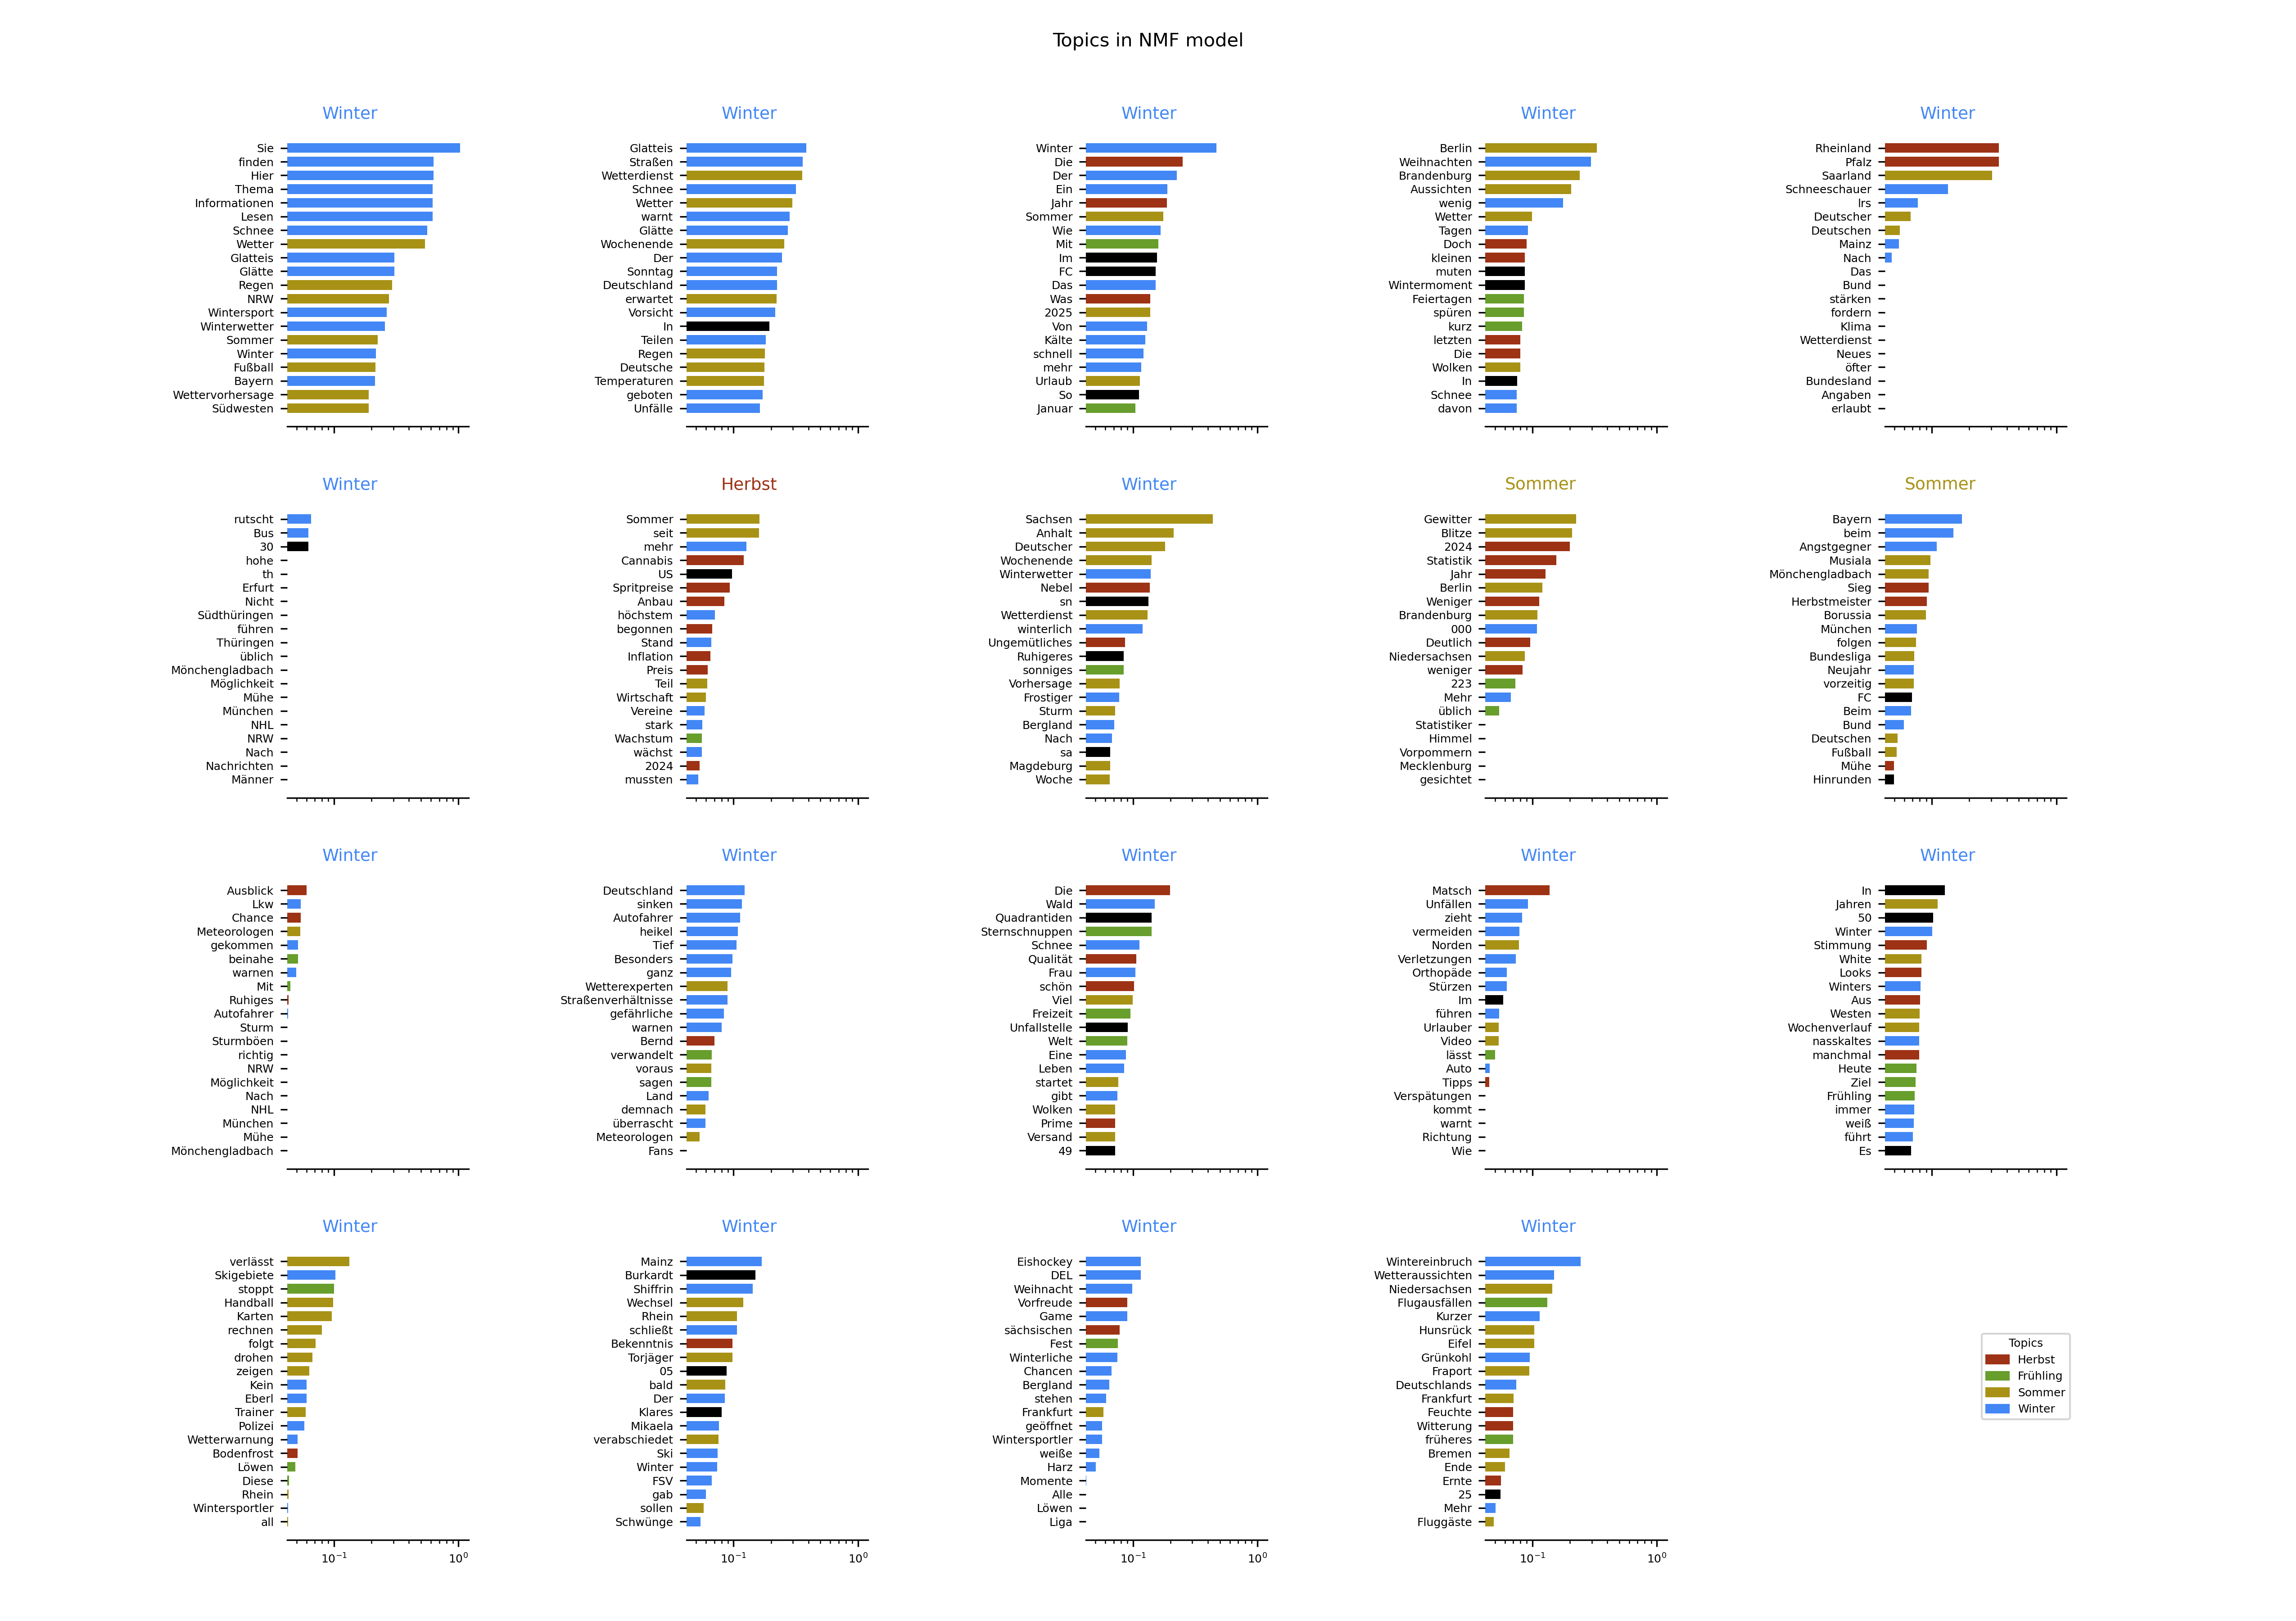 Topics in NMF model
Winter
Sie
finden
Hier
Thema
Informationen
Lesen
Schnee
Wetter
Glatteis
Glätte
Regen
NRW
Wintersport
Winterwetter
Sommer
Winter
Fußball
Bayern
Wettervorhersage
Südwesten
Winter
Glatteis
Straßen
Wetterdienst
Schnee
Wetter
warnt
Glätte
Wochenende
Der
Sonntag
Deutschland
erwartet
Vorsicht
In
Teilen
Regen
Deutsche
Temperaturen
geboten
Unfälle
Winter
Winter
Die
Der
Ein
Jahr
Sommer
Wie
Mit
Im
FC
Das
Was
2025
Von
Kälte
schnell
mehr
Urlaub
So
Januar
Winter
Berlin
Weihnachten
Brandenburg
Aussichten
wenig
Wetter
Tagen
Doch
kleinen
muten
Wintermoment
Feiertagen
spüren
kurz
letzten
Die
Wolken
In
Schnee
davon
Winter
Rheinland
Pfalz
Saarland
Schneeschauer
lrs
Deutscher
Deutschen
Mainz
Nach
Das
Bund
stärken
fordern
Klima
Wetterdienst
Neues
öfter
Bundesland
Angaben
erlaubt
Winter
rutscht
Bus
30
hohe
th
Erfurt
Nicht
Südthüringen
führen
Thüringen
üblich
Mönchengladbach
Möglichkeit
Mühe
München
NHL
NRW
Nach
Nachrichten
Männer
Herbst
Sommer
seit
mehr
Cannabis
US
Spritpreise
Anbau
höchstem
begonnen
Stand
Inflation
Preis
Teil
Wirtschaft
Vereine
stark
Wachstum
wächst
2024
mussten
Winter
Sachsen
Anhalt
Deutscher
Wochenende
Winterwetter
Nebel
sn
Wetterdienst
winterlich
Ungemütliches
Ruhigeres
sonniges
Vorhersage
Frostiger
Sturm
Bergland
Nach
sa
Magdeburg
Woche
Sommer
Gewitter
Blitze
2024
Statistik
Jahr
Berlin
Weniger
Brandenburg
000
Deutlich
Niedersachsen
weniger
223
Mehr
üblich
Statistiker
Himmel
Vorpommern
Mecklenburg
gesichtet
Sommer
Bayern
beim
Angstgegner
Musiala
Mönchengladbach
Sieg
Herbstmeister
Borussia
München
folgen
Bundesliga
Neujahr
vorzeitig
FC
Beim
Bund
Deutschen
Fußball
Mühe
Hinrunden
Winter
Ausblick
Lkw
Chance
Meteorologen
gekommen
beinahe
warnen
Mit
Ruhiges
Autofahrer
Sturm
Sturmböen
richtig
NRW
Möglichkeit
Nach
NHL
München
Mühe
Mönchengladbach
Winter
Deutschland
sinken
Autofahrer
heikel
Tief
Besonders
ganz
Wetterexperten
Straßenverhältnisse
gefährliche
warnen
Bernd
verwandelt
voraus
sagen
Land
demnach
überrascht
Meteorologen
Fans
Winter
Die
Wald
Quadrantiden
Sternschnuppen
Schnee
Qualität
Frau
schön
Viel
Freizeit
Unfallstelle
Welt
Eine
Leben
startet
gibt
Wolken
Prime
Versand
49
Winter
Matsch
Unfällen
zieht
vermeiden
Norden
Verletzungen
Orthopäde
Stürzen
Im
führen
Urlauber
Video
lässt
Auto
Tipps
Verspätungen
kommt
warnt
Richtung
Wie
Winter
In
Jahren
50
Winter
Stimmung
White
Looks
Winters
Aus
Westen
Wochenverlauf
nasskaltes
manchmal
Heute
Ziel
Frühling
immer
weiß
führt
Es
Winter
verlässt
Skigebiete
stoppt
Handball
Karten
rechnen
folgt
drohen
zeigen
Kein
Eberl
Trainer
Polizei
Wetterwarnung
Bodenfrost
Löwen
Diese
Rhein
Wintersportler
all
10⁻¹ 10⁰
Winter
Mainz
Burkardt
Shiffrin
Wechsel
Rhein
schließt
Bekenntnis
Torjäger
05
bald
Der
Klares
Mikaela
verabschiedet
Ski
Winter
FSV
gab
sollen
Schwünge
10⁻¹ 10⁰
Winter
Eishockey
DEL
Weihnacht
Vorfreude
Game
sächsischen
Fest
Winterliche
Chancen
Bergland
stehen
Frankfurt
geöffnet
Wintersportler
weiße
Harz
Momente
Alle
Löwen
Liga
10⁻¹ 10⁰
Winter
Wintereinbruch
Wetteraussichten
Niedersachsen
Flugausfällen
Kurzer
Hunsrück
Eifel
Grünkohl
Fraport
Deutschlands
Frankfurt
Feuchte
Witterung
früheres
Bremen
Ende
Ernte
25
Mehr
Fluggäste
10⁻¹ 10⁰
Topics
Herbst
Frühling
Sommer
Winter